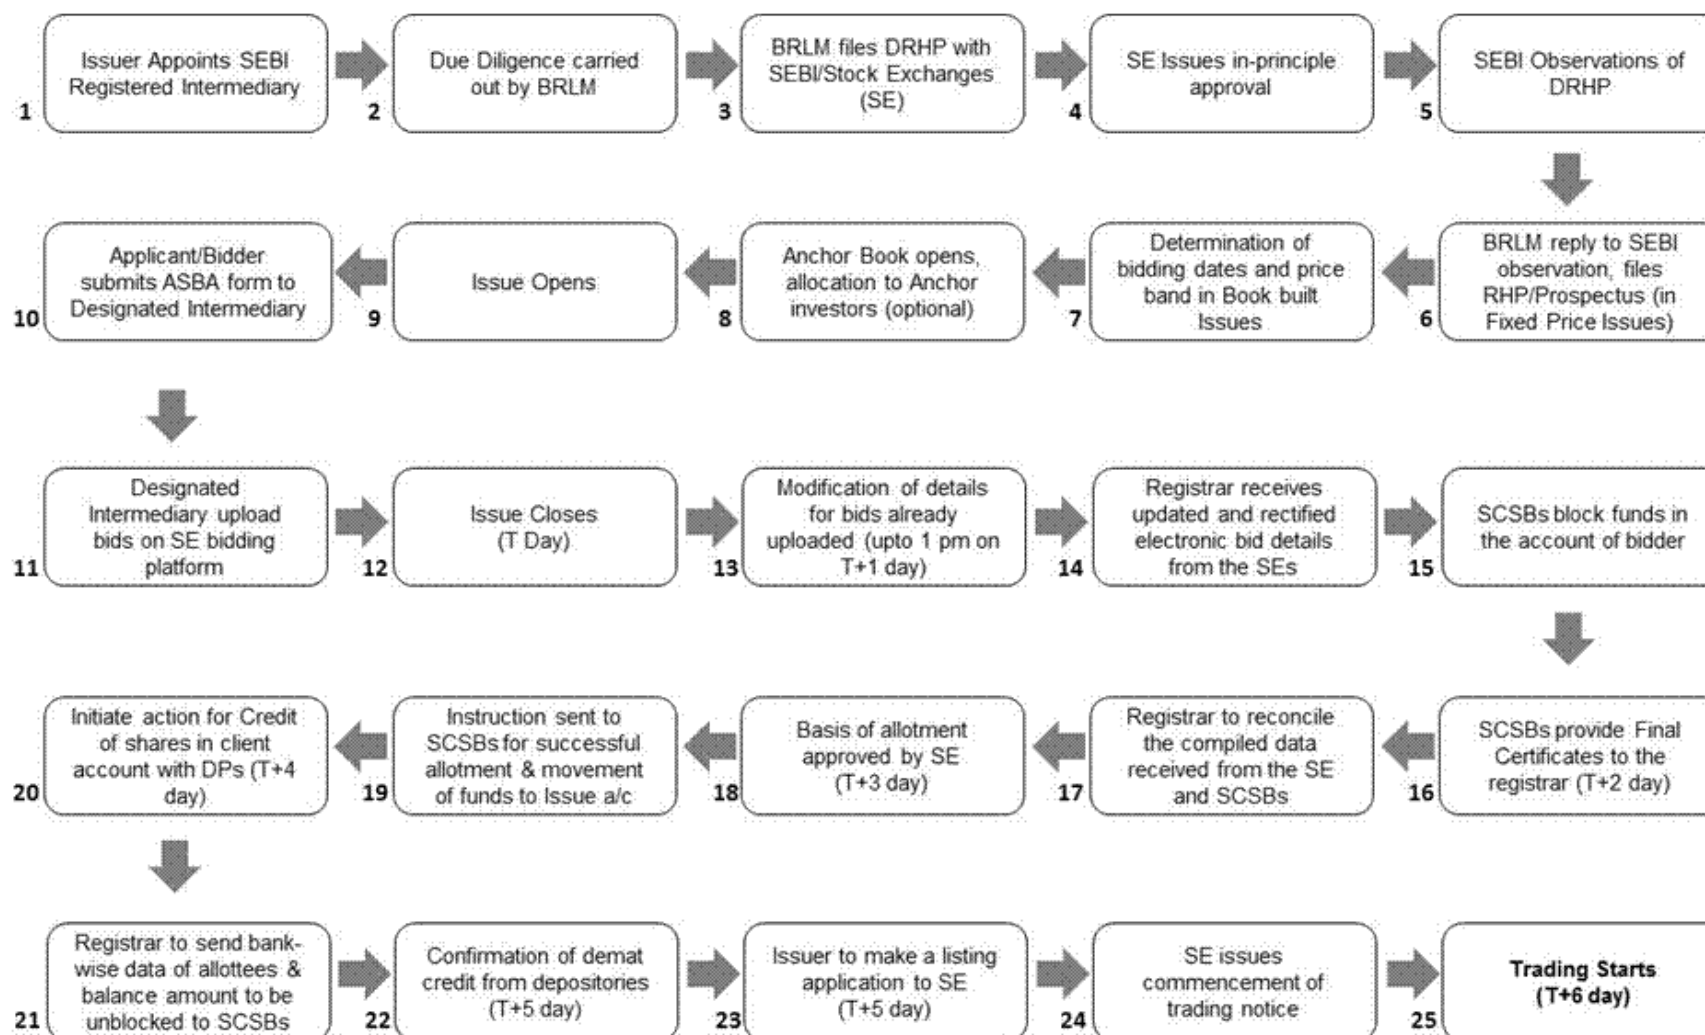 Issuer Appoints SEBI
Registered Intermediary
1
Due Diligence carried
out by BRLM
2
BRLM files DRHP with
SEBI/Stock Exchanges
(SE)
3
SE Issues in-principle
approval
4
SEBI Observations of
DRHP
5
BRLM reply to SEBI
observation, files
RHP/Prospectus (in
Fixed Price Issues)
6
Determination of
bidding dates and price
band in Book built
Issues
7
Anchor Book opens,
allocation to Anchor
investors (optional)
8
Issue Opens
9
Applicant/Bidder
submits ASBA form to
Designated Intermediary
10
Designated
Intermediary upload
bids on SE bidding
platform
11
Issue Closes
(T Day)
12
Modification of details
for bids already
uploaded (upto 1 pm on
T+1 day)
13
Registrar receives
updated and rectified
electronic bid details
from the SEs
14
SCSBs block funds in
the account of bidder
15
SCSBs provide Final
Certificates to the
registrar (T+2 day)
16
Registrar to reconcile
the compiled data
received from the SE
and SCSBs
17
Basis of allotment
approved by SE
(T+3 day)
18
Instruction sent to
SCSBs for successful
allotment & movement
of funds to Issue a/c
19
Initiate action for Credit
of shares in client
account with DPs (T+4
day)
20
Registrar to send bank-
wise data of allottees &
balance amount to be
unblocked to SCSBs
21
Confirmation of demat
credit from depositories
(T+5 day)
22
Issuer to make a listing
application to SE
(T+5 day)
23
SE issues
commencement of
trading notice
24
Trading Starts
(T+6 day)
25